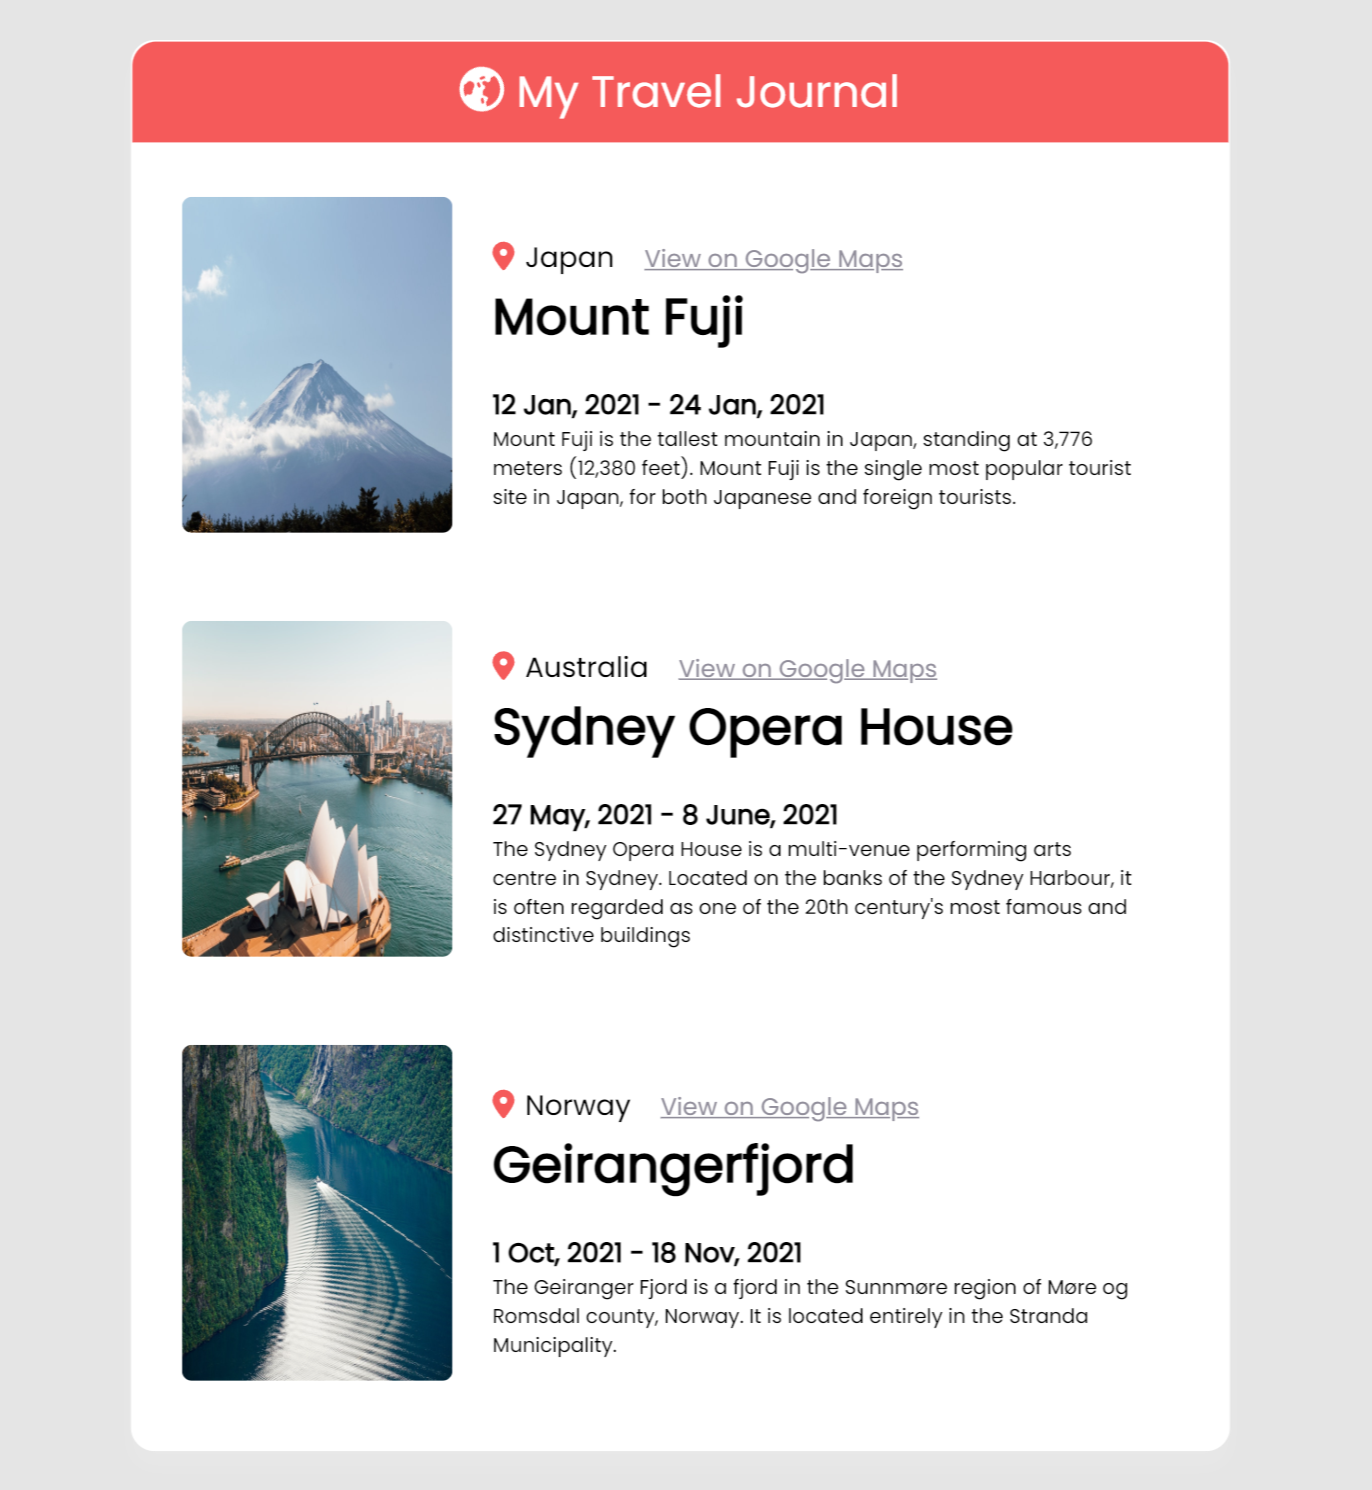 My Travel Journal
Japan View on Google Maps
Mount Fuji
12 Jan, 2021 - 24 Jan, 2021
Mount Fuji is the tallest mountain in Japan, standing at 3,776
meters (12,380 feet). Mount Fuji is the single most popular tourist
site in Japan, for both Japanese and foreign tourists.
Australia View on Google Maps
Sydney Opera House
27 May, 2021 - 8 June, 2021
The Sydney Opera House is a multi-venue performing arts
centre in Sydney. Located on the banks of the Sydney Harbour, it
is often regarded as one of the 20th century's most famous and
distinctive buildings
Norway View on Google Maps
Geirangerfjord
1 Oct, 2021 - 18 Nov, 2021
The Geiranger Fjord is a fjord in the Sunnmøre region of Møre og
Romsdal county, Norway. It is located entirely in the Stranda
Municipality.